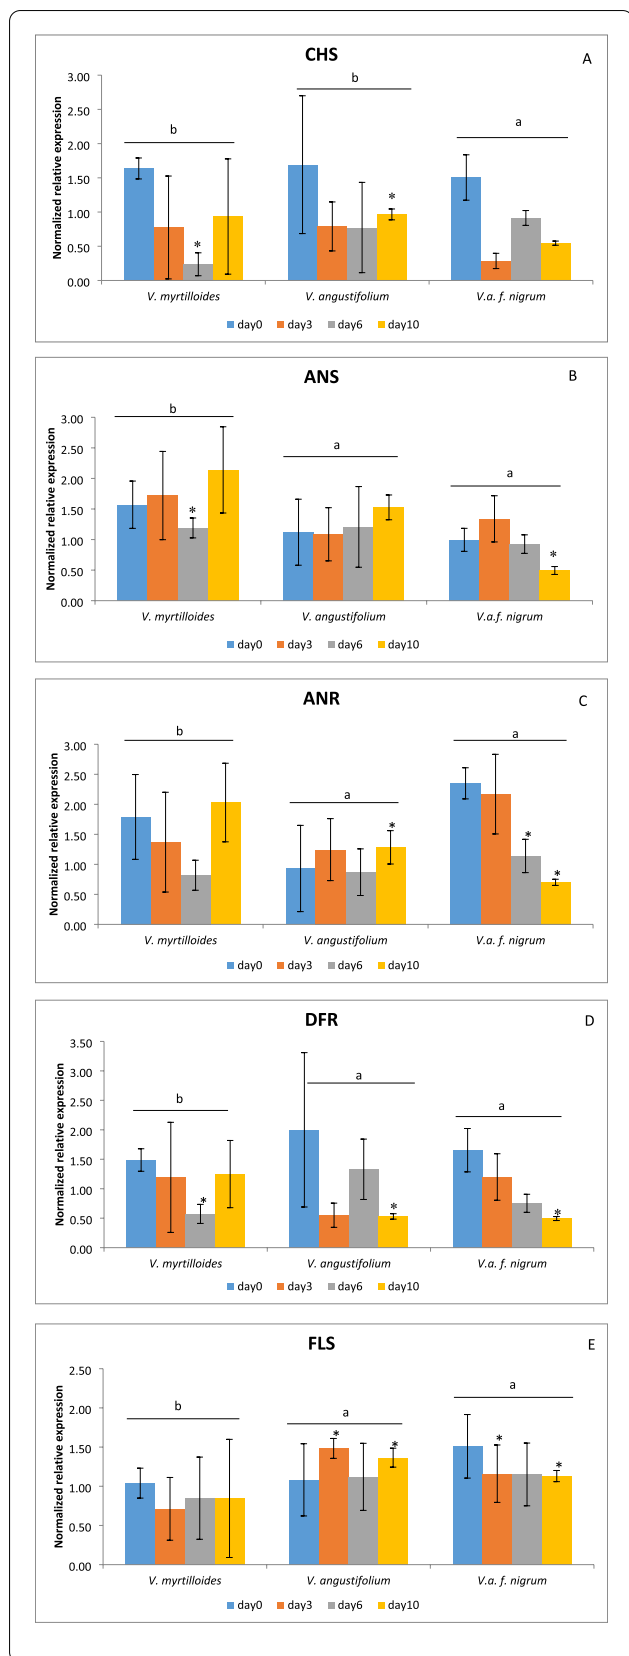 CHS
A
Normalized relative expression
3.00
2.50
2.00
1.50
1.00
0.50
0.00
b
b
a
*
*
V. myrtilloides
V. angustifolium
V.a. f. nigrum
day0 day3 day6 day10
ANS
B
Normalized relative expression
3.00
2.50
2.00
1.50
1.00
0.50
0.00
b
a
a
*
*
V. myrtilloides
V. angustifolium
V.a.f. nigrum
day0 day3 day6 day10
ANR
C
Normalized relative expression
3.00
2.50
2.00
1.50
1.00
0.50
0.00
b
a
a
*
*
*
V. myrtilloides
V. angustifolium
V.a. f. nigrum
day0 day3 day6 day10
DFR
D
Normalized relative expression
3.50
3.00
2.50
2.00
1.50
1.00
0.50
0.00
b
a
a
*
*
*
V. myrtilloides
V. angustifolium
V.a. f. nigrum
day0 day3 day6 day10
FLS
E
Normalized relative expression
2.50
2.00
1.50
1.00
0.50
0.00
b
a
a
*
*
*
*
V. myrtilloides
V. angustifolium
V.a. f. nigrum
day0 day3 day6 day10